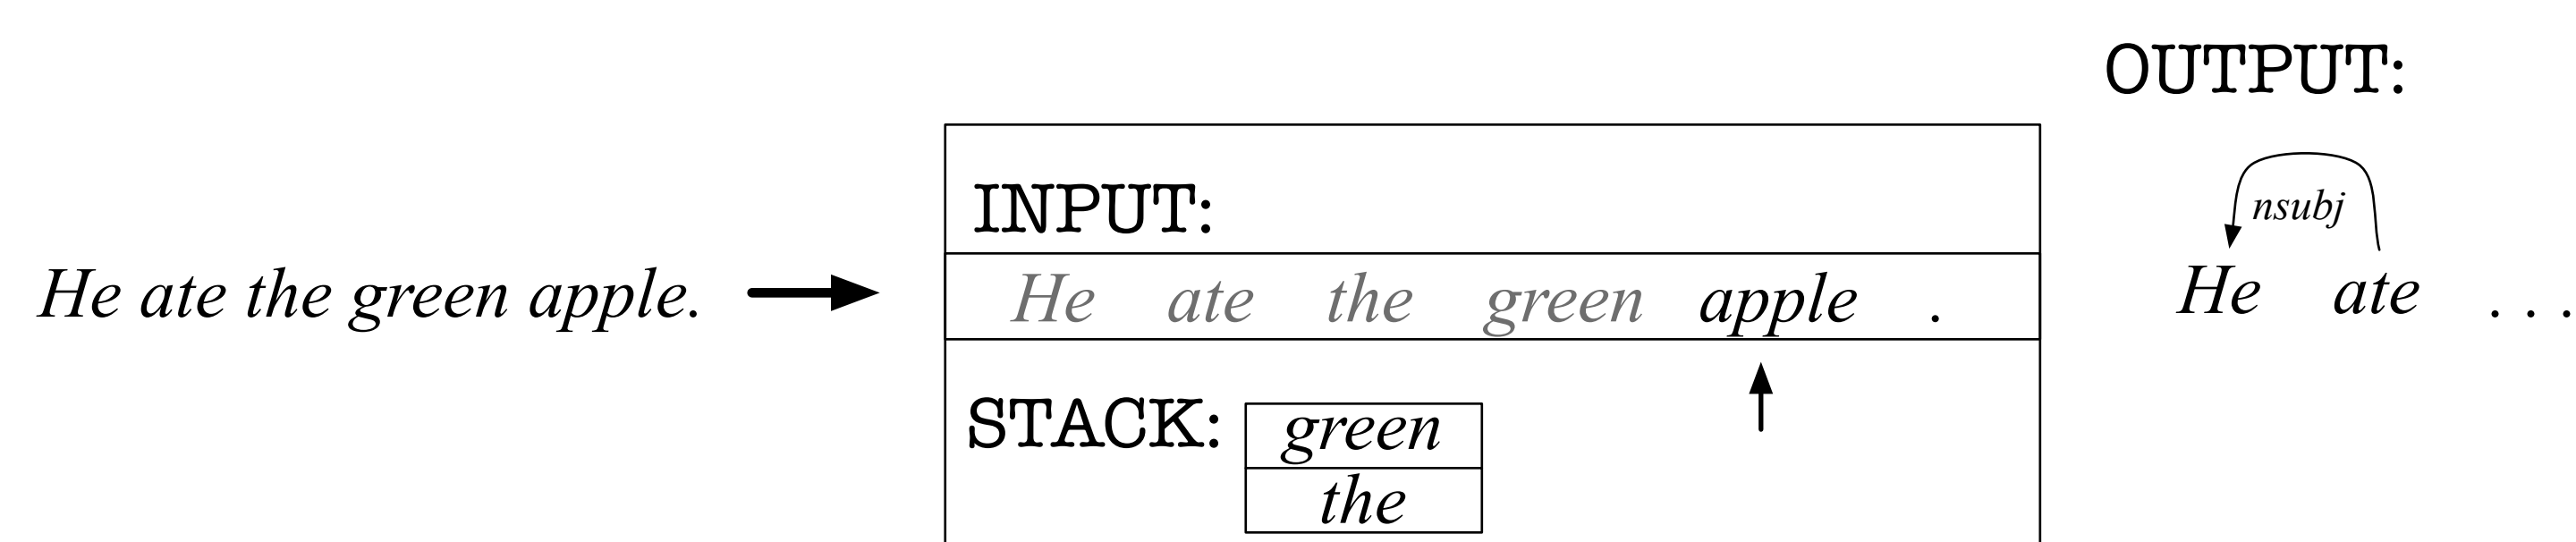 He ate the green apple.
INPUT:
He ate the green apple .
STACK:
green
the
OUTPUT:
nsubj
He ate . . .